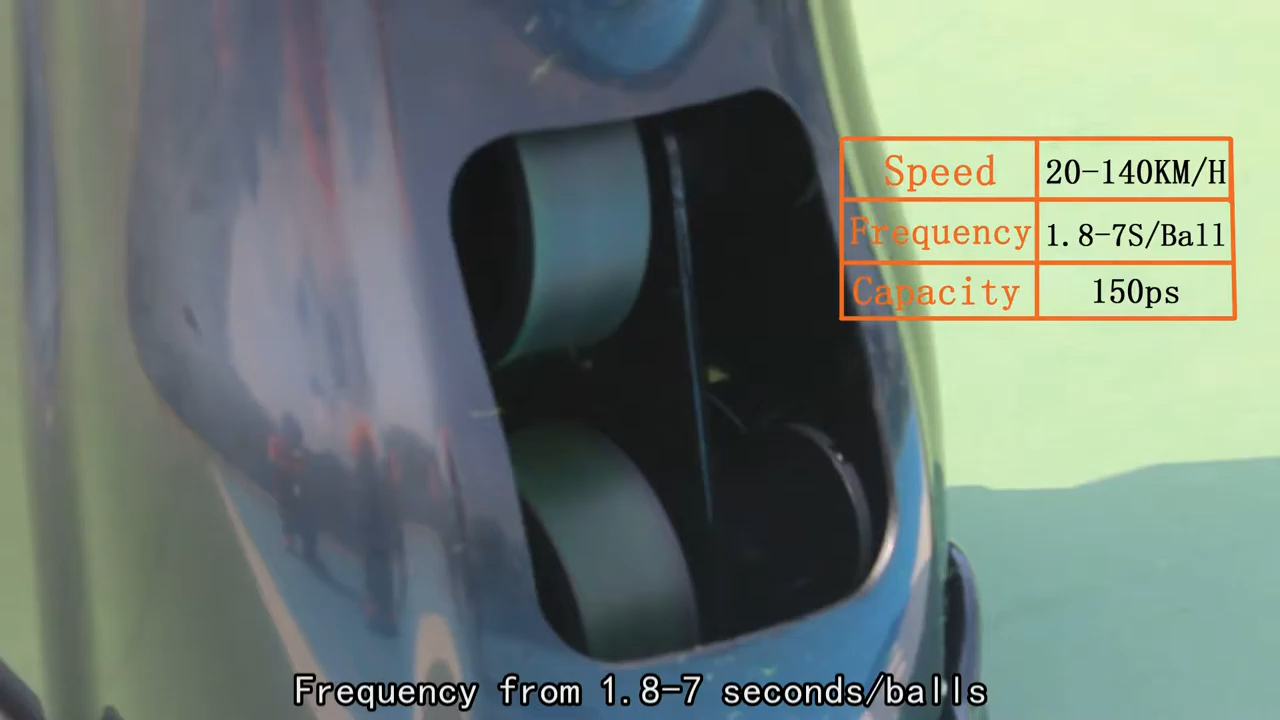 Speed 20-140KM/H
Frequency 1.8-7S/Ball
Capacity 150ps
Frequency from 1.8-7 seconds/balls